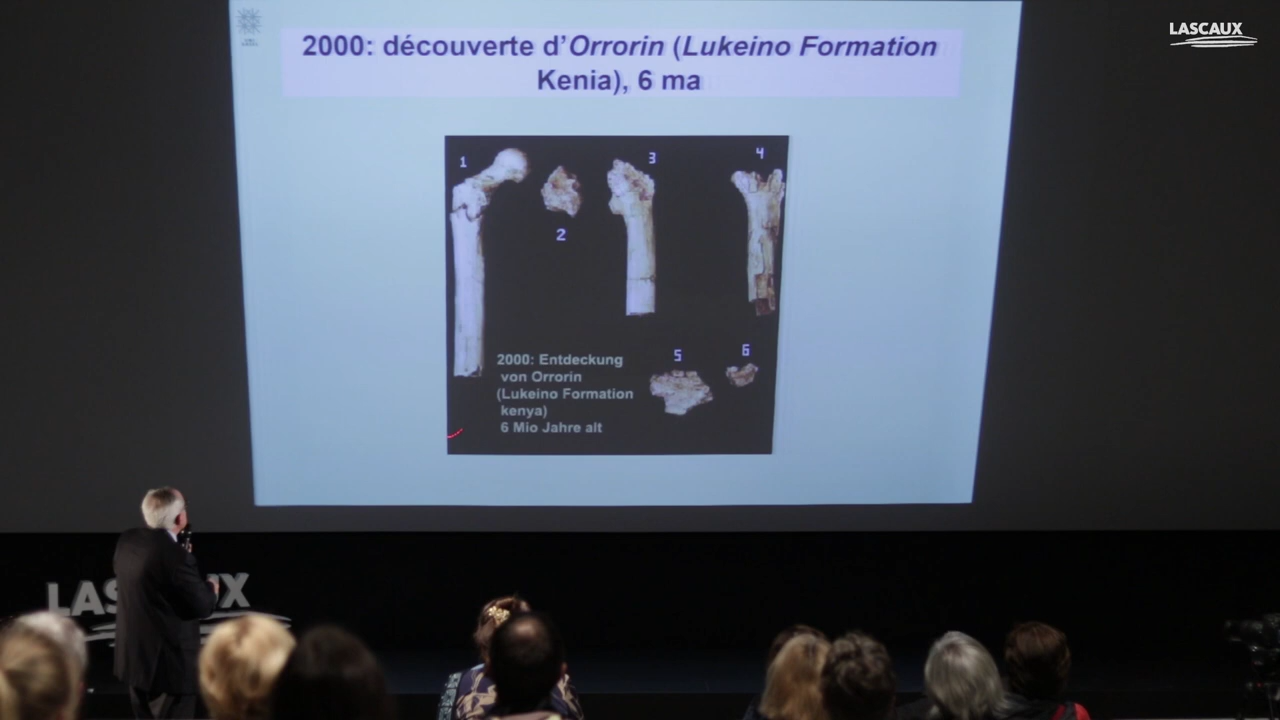 LASCAUX
2000: découverte d’Orrorin (Lukeino Formation
Kenia), 6 ma
1
2
3
4
5
6
2000: Entdeckung
von Orrorin
(Lukeino Formation
kenya)
6 Mio Jahre alt